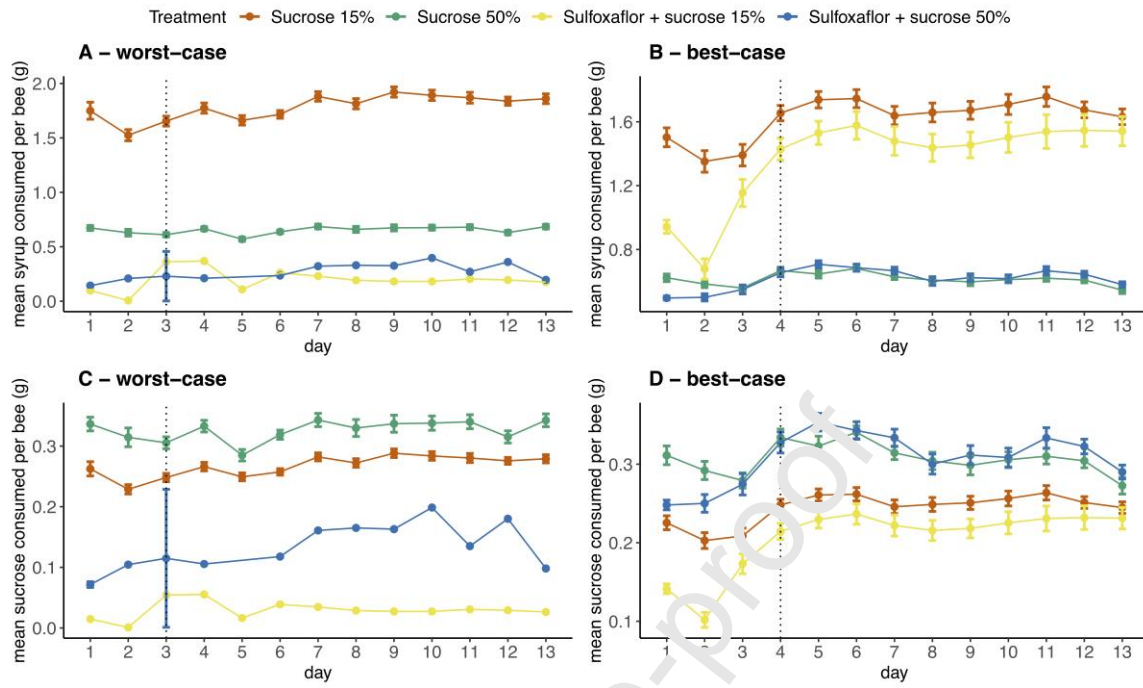 Treatment Sucrose 15% Sucrose 50% Sulfoxaflor + sucrose 15% Sulfoxaflor + sucrose 50%
A – worst–case
mean syrup consumed per bee (g)
2.0
1.5
1.0
0.5
0.0
1 2 3 4 5 6 7 8 9 10 11 12 13
day
B – best–case
mean syrup consumed per bee (g)
1.6
1.2
0.8
1 2 3 4 5 6 7 8 9 10 11 12 13
day
C – worst–case
mean sucrose consumed per bee (g)
0.3
0.2
0.1
0.0
1 2 3 4 5 6 7 8 9 10 11 12 13
day
D – best–case
mean sucrose consumed per bee (g)
0.3
0.2
0.1
1 2 3 4 5 6 7 8 9 10 11 12 13
day
-proof